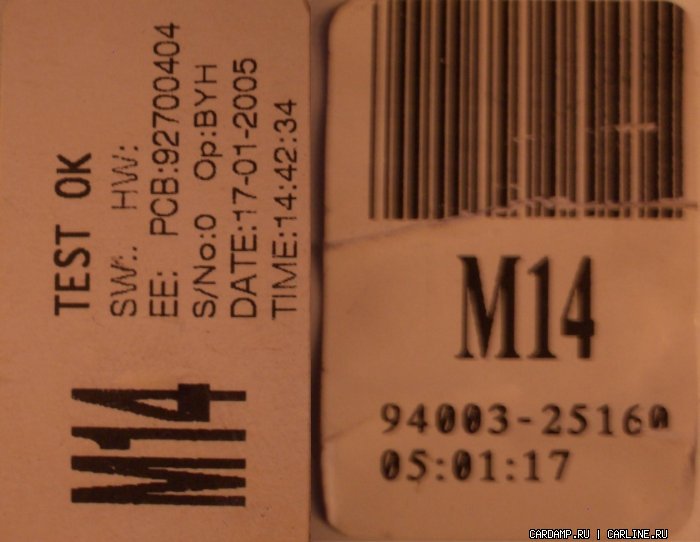 TEST OK
SW:. HW:
EE: PCB:92700404
S/No:0 Op:BYH
DATE:17-01-2005
TIME:14:42:34
M14
M14
94003-25160
05:01:17
CARDAMP.RU | CARLINE.RU